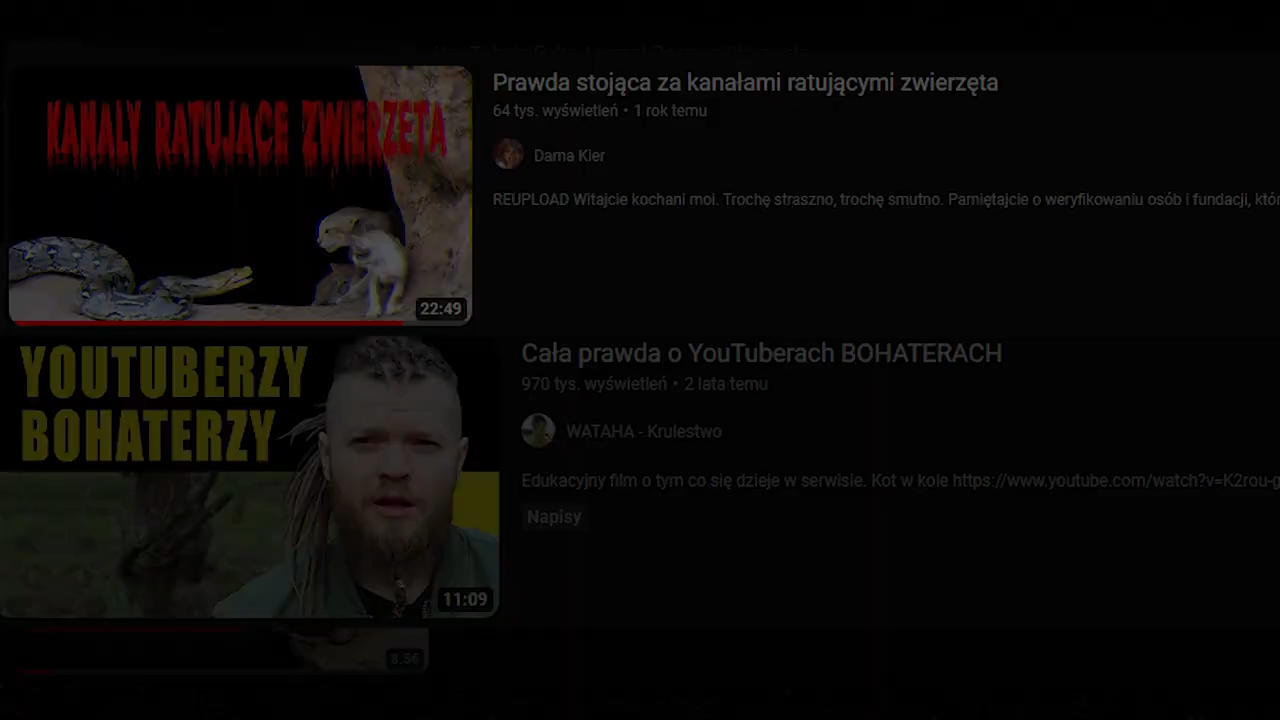 Prawda stojąca za kanałami ratującymi zwierzęta
64 tys. wyświetleń • 1 rok temu
KANAŁY RATUJĄCE ZWIERZĘTA
Dama Kier
REUPLOAD Witajcie kochani moi. Trochę straszno, trochę smutno. Pamiętajcie o weryfikowaniu osób i fundacji, któr
22:49
YOUTUBERZY
BOHATERZY
Cała prawda o YouTuberach BOHATERACH
970 tys. wyświetleń • 2 lata temu
WATAHA - Krulestwo
Edukacyjny film o tym co się dzieje w serwisie. Kot w kole https://www.youtube.com/watch?v=K2rou-g
Napisy
11:09
8:56